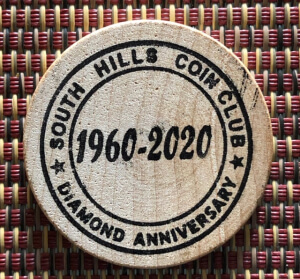 SOUTH HILLS COIN CLUB
1960-2020
DIAMOND ANNIVERSARY